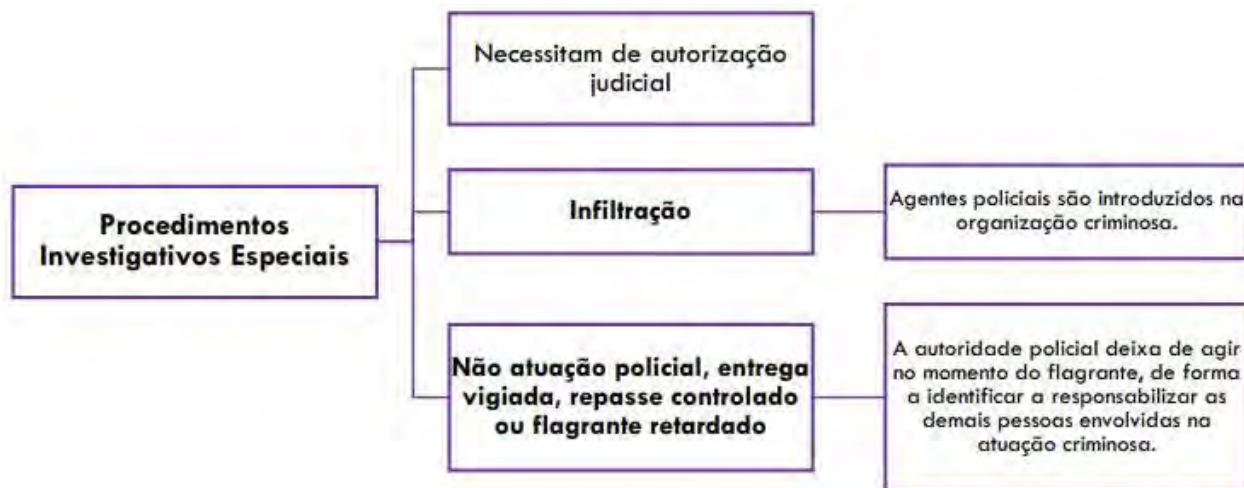 Necessitam de autorização
judicial
Procedimentos
Investigativos Especiais
Infiltração
Agentes policiais são introduzidos na
organização criminosa.
Não atuação policial, entrega
vigiada, repasse controlado
ou flagrante retardado
A autoridade policial deixa de agir
no momento do flagrante, de forma
a identificar a responsabilizar as
demais pessoas envolvidas na
atuação criminosa.